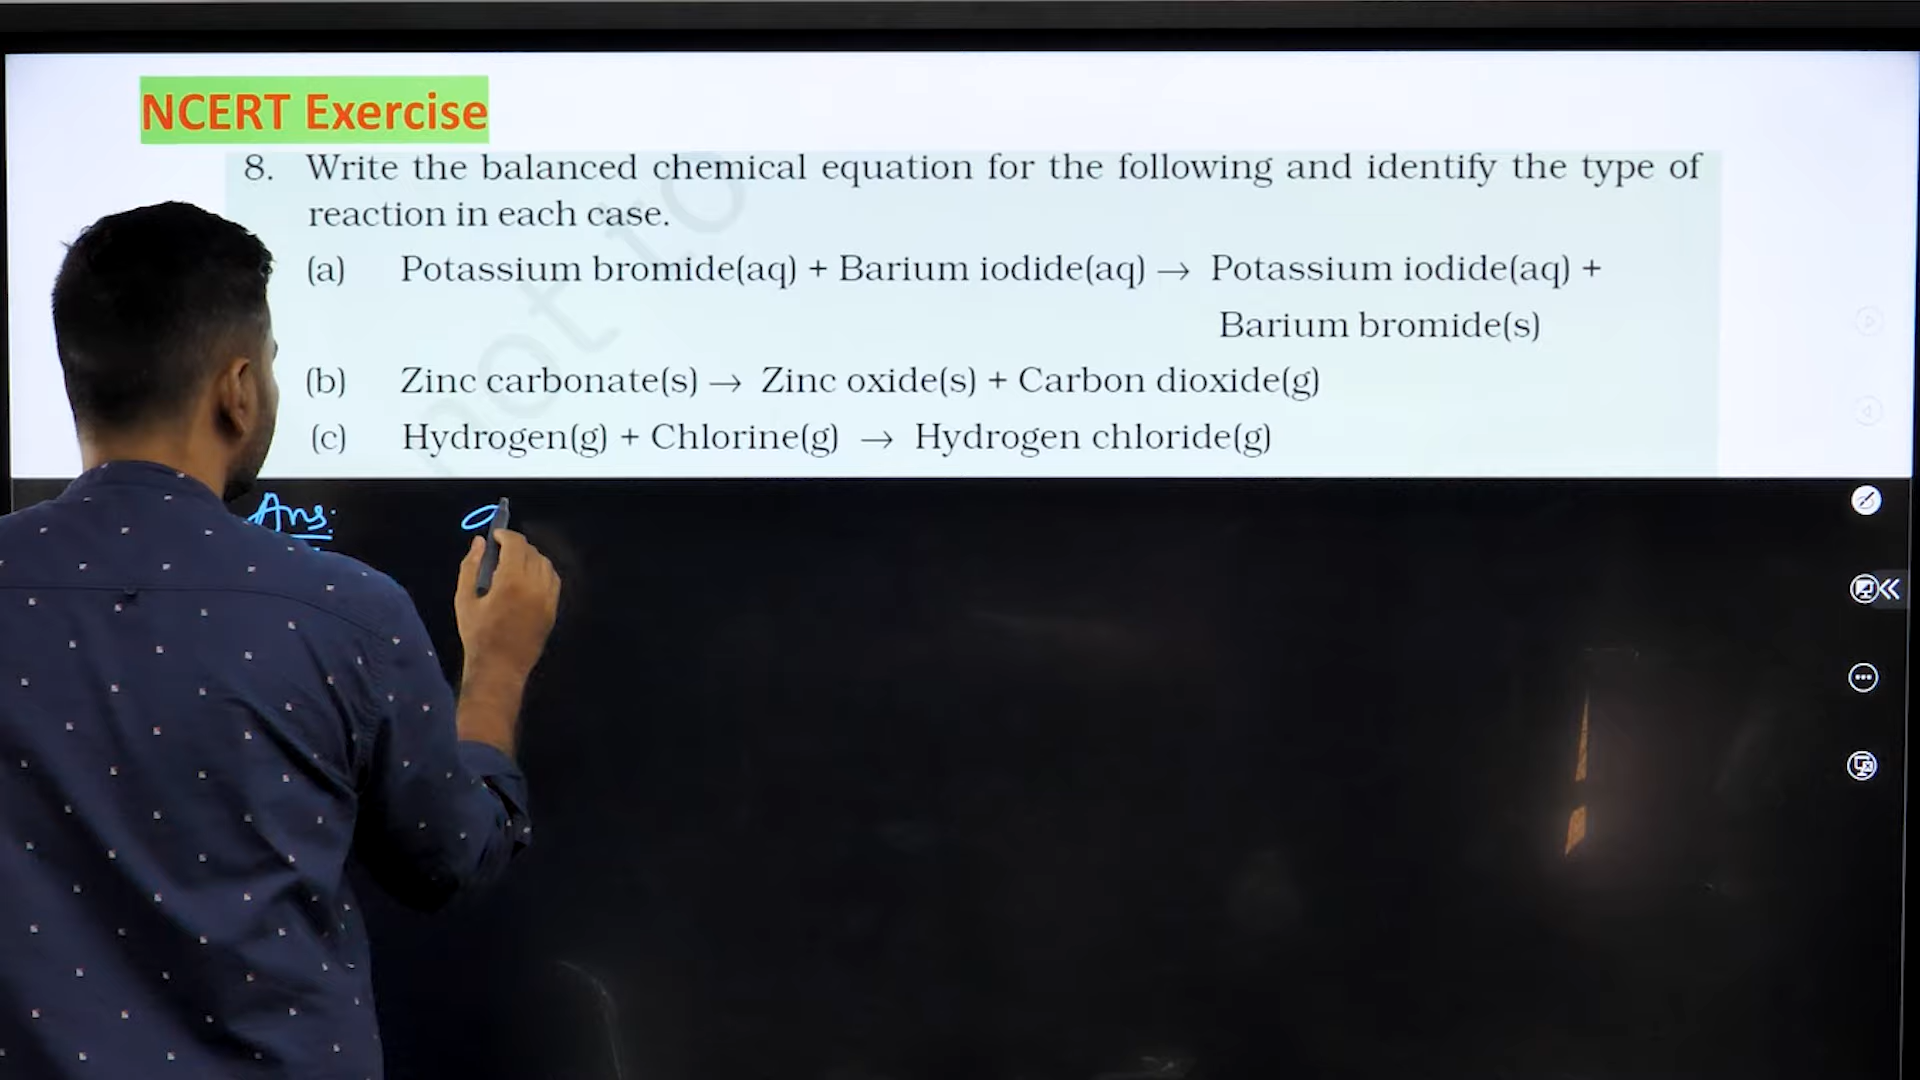 NCERT Exercise
8. Write the balanced chemical equation for the following and identify the type of
reaction in each case.
(a) Potassium bromide(aq) + Barium iodide(aq) → Potassium iodide(aq) +
Barium bromide(s)
(b) Zinc carbonate(s) → Zinc oxide(s) + Carbon dioxide(g)
(c) Hydrogen(g) + Chlorine(g) → Hydrogen chloride(g)
not to
Ans: